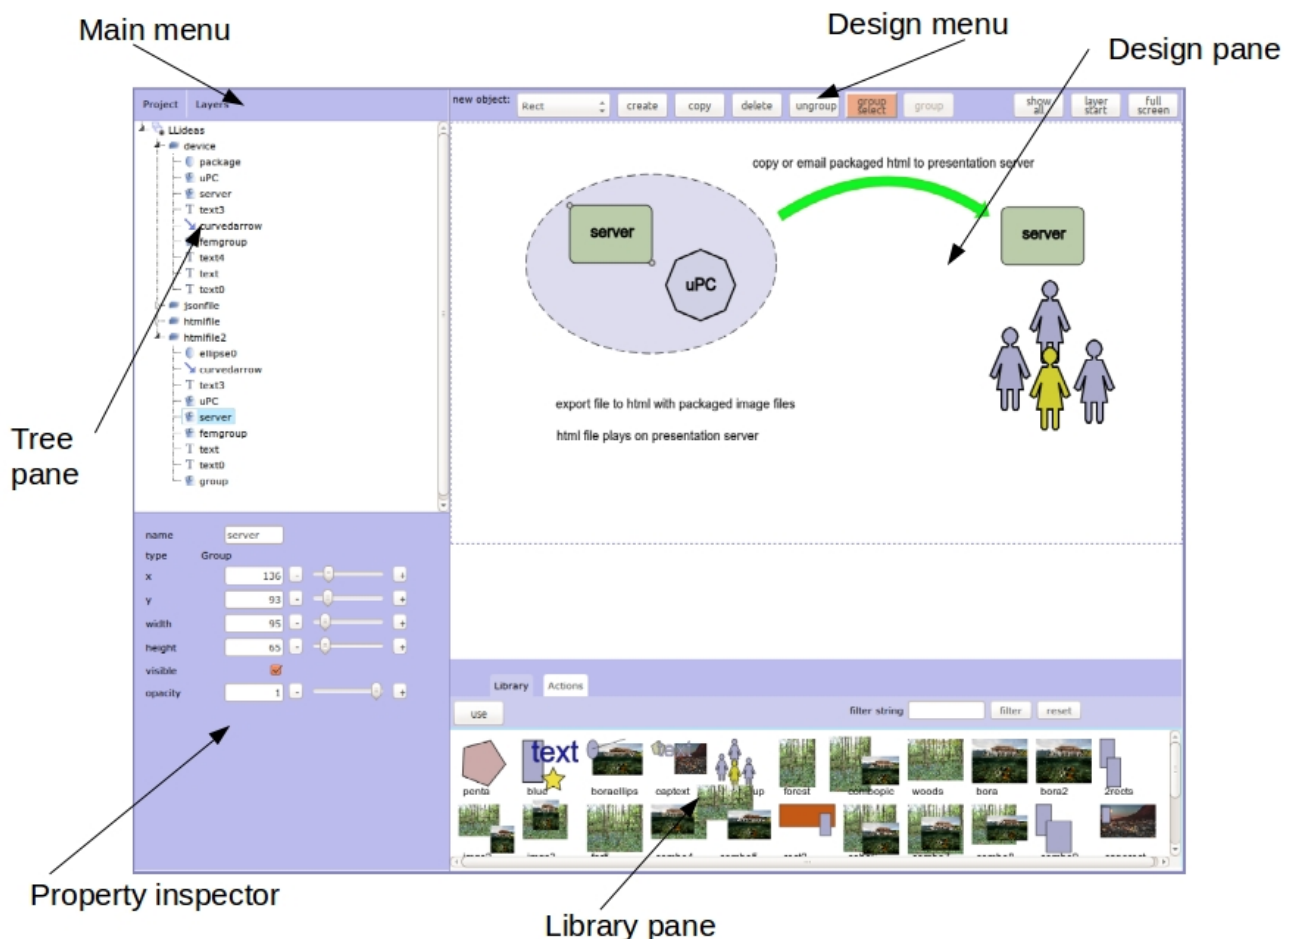 Main menu
Design menu
Design pane
Project
Layers
new object:
Rect
create
copy
delete
ungroup
group
select
group
show
all
layer
start
full
screen
LLideas
device
package
uPC
server
text3
curvedarrow
femgroup
text4
text
text0
jsonfile
htmlfile
htmlfile2
ellipse0
curvedarrow
text3
uPC
server
femgroup
text
text0
group
Tree
pane
copy or email packaged html to presentation server
server
uPC
server
export file to html with packaged image files
html file plays on presentation server
name
server
type
Group
x
136
-
+
y
93
-
+
width
95
-
+
height
65
-
+
visible
opacity
1
-
+
Library
Actions
use
filter string
filter
reset
text
penta
blue
boraellips
captext
forest
woods
bora
bora2
2rects
Property inspector
Library pane